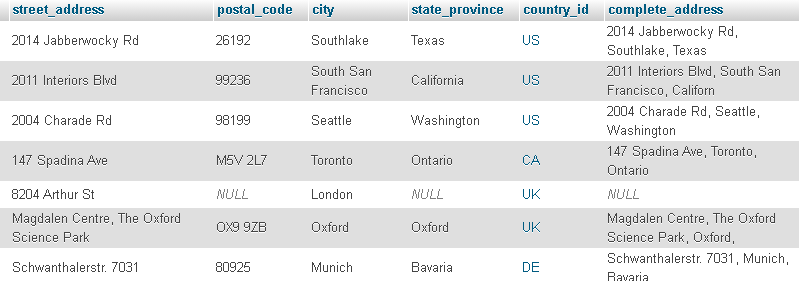 street_address postal_code city state_province country_id complete_address
2014 Jabberwocky Rd 26192 Southlake Texas US 2014 Jabberwocky Rd,
Southlake, Texas
2011 Interiors Blvd 99236 South San Francisco California US 2011 Interiors Blvd, South San
Francisco, Californ
2004 Charade Rd 98199 Seattle Washington US 2004 Charade Rd, Seattle,
Washington
147 Spadina Ave M5V 2L7 Toronto Ontario CA 147 Spadina Ave, Toronto,
Ontario
8204 Arthur St NULL London NULL UK NULL
Magdalen Centre, The Oxford
Science Park OX9 9ZB Oxford Oxford UK Magdalen Centre, The Oxford
Science Park, Oxford,
Schwanthalerstr. 7031 80925 Munich Bavaria DE Schwanthalerstr. 7031, Munich,
Bavaria